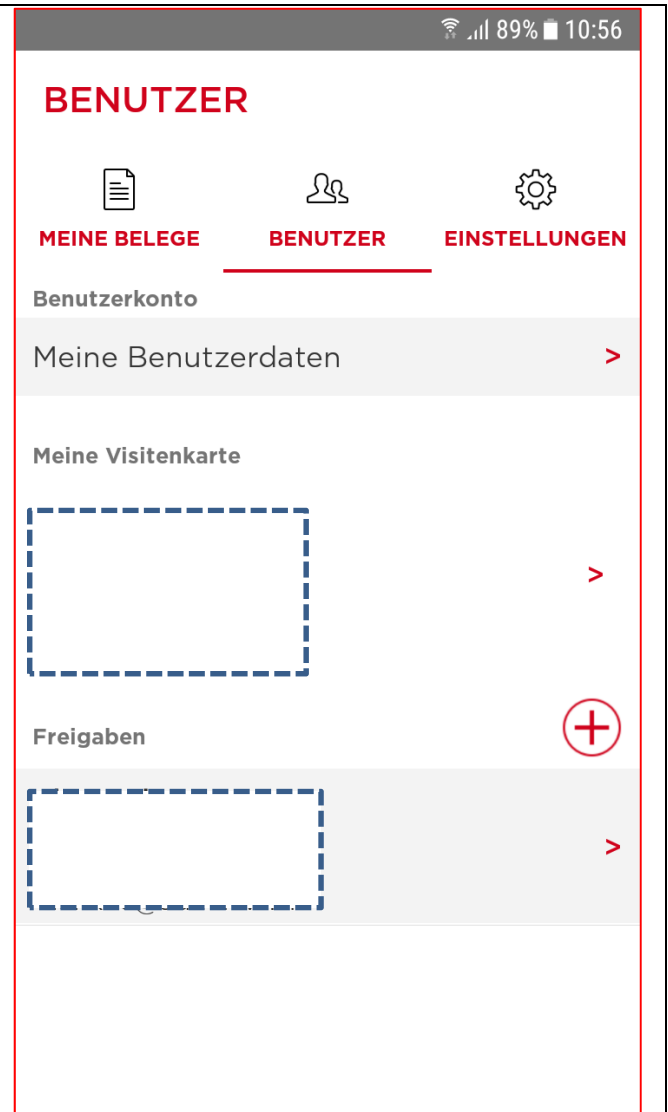 89% 10:56
BENUTZER
MEINE BELEGE BENUTZER EINSTELLUNGEN
Benutzerkonto
Meine Benutzerdaten >
Meine Visitenkarte
>
Freigaben
>